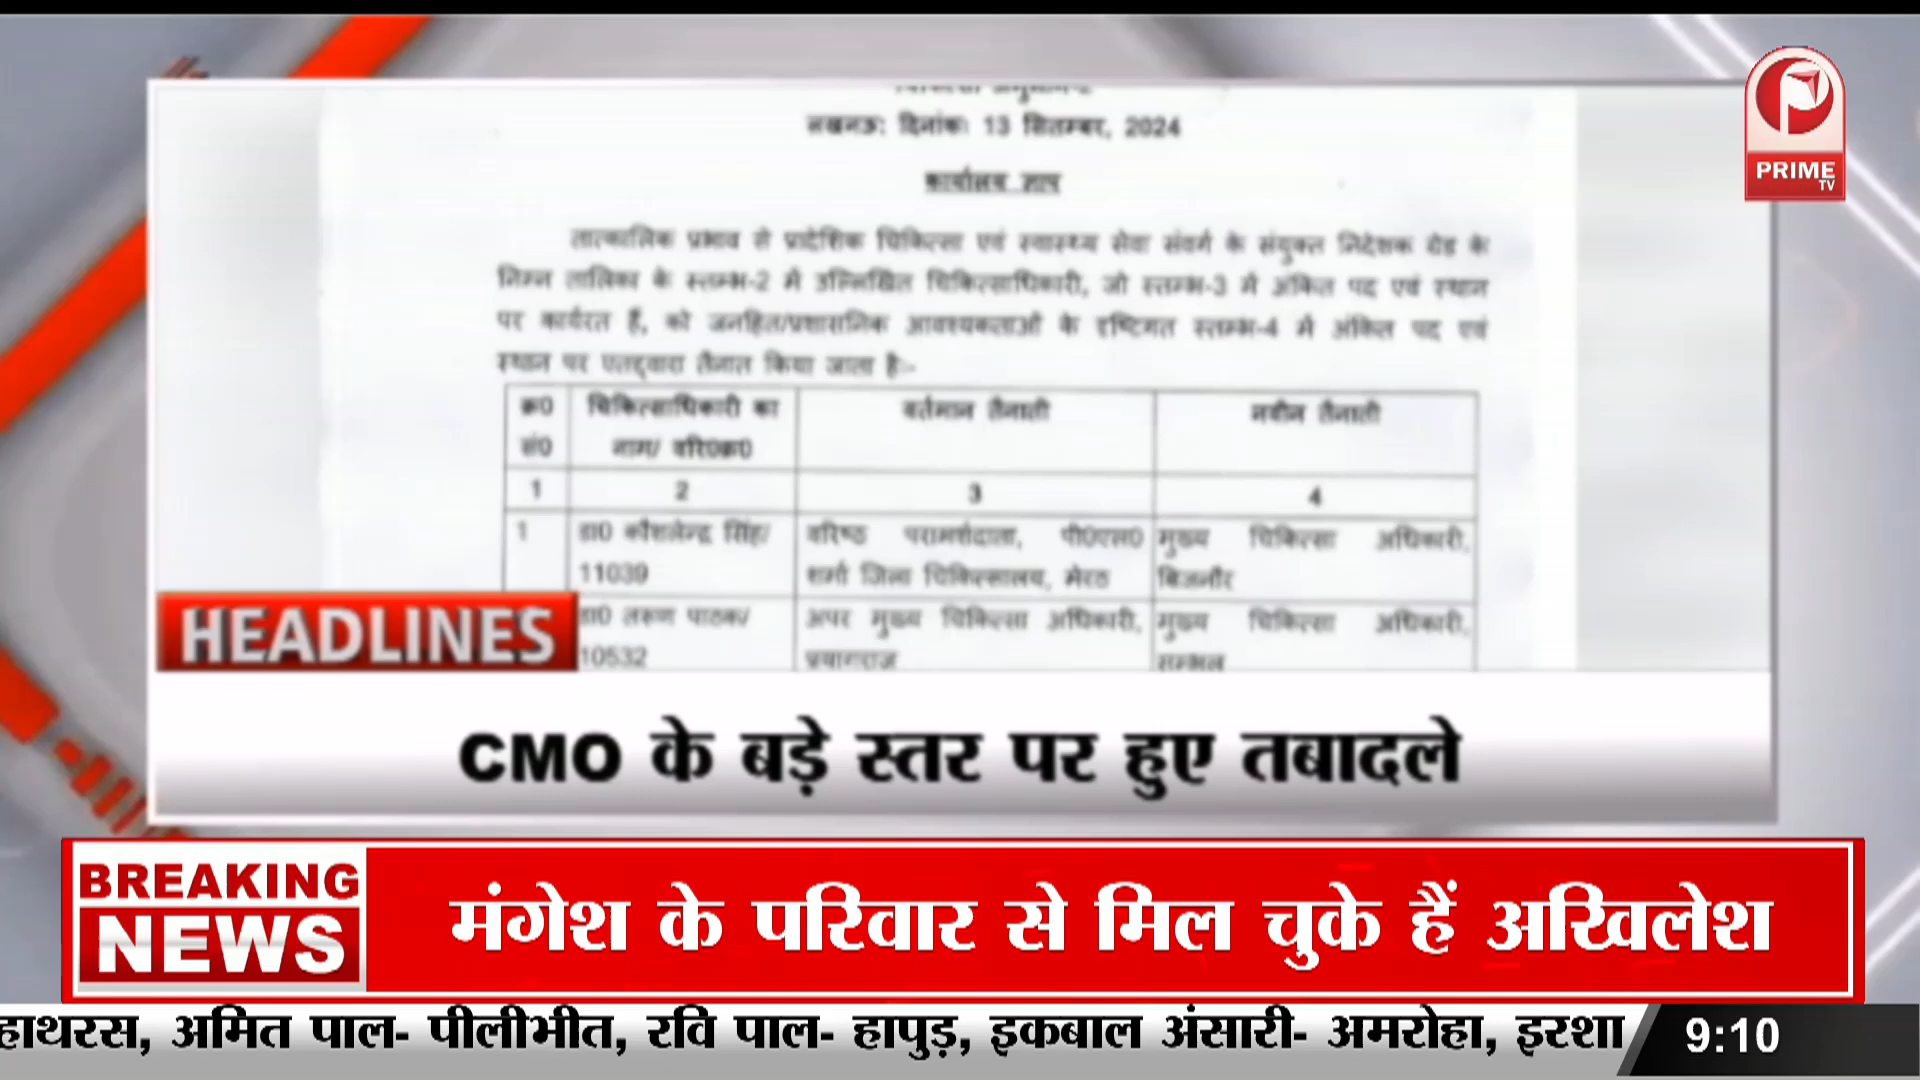 लखनऊः दिनांकः 13 सितम्बर, 2024
कार्यालय ज्ञाप
तात्कालिक प्रभाव से प्रादेशिक चिकित्सा एवं स्वास्थ्य सेवा संवर्ग के संयुक्त निदेशक ग्रेड के
निम्न तालिका के स्तम्भ-2 में उल्लिखित चिकित्साधिकारी, जो स्तम्भ-3 में अंकित पद एवं स्थान
पर कार्यरत हैं, को जनहित/प्रशासनिक आवश्यकताओं के दृष्टिगत स्तम्भ-4 में अंकित पद एवं
स्थान पर एतद्द्वारा तैनात किया जाता हैः-
क्र0 सं0
चिकित्साधिकारी का नाम/ वरि0क्र0
वर्तमान तैनाती
नवीन तैनाती
1 2 3 4
1
डा0 कौशलेन्द्र सिंह/ 11039
वरिष्ठ परामर्शदाता, पी0एल0 शर्मा जिला चिकित्सालय, मेरठ
मुख्य चिकित्सा अधिकारी, बिजनौर
डा0 तरूण पाठक/ 10532
अपर मुख्य चिकित्सा अधिकारी, प्रयागराज
मुख्य चिकित्सा अधिकारी, सम्भल
PRIME
TV
HEADLINES
CMO के बड़े स्तर पर हुए तबादले
BREAKING
NEWS
मंगेश के परिवार से मिल चुके हैं अखिलेश
हाथरस, अमित पाल- पीलीभीत, रवि पाल- हापुड़, इकबाल अंसारी- अमरोहा, इरशा
9:10